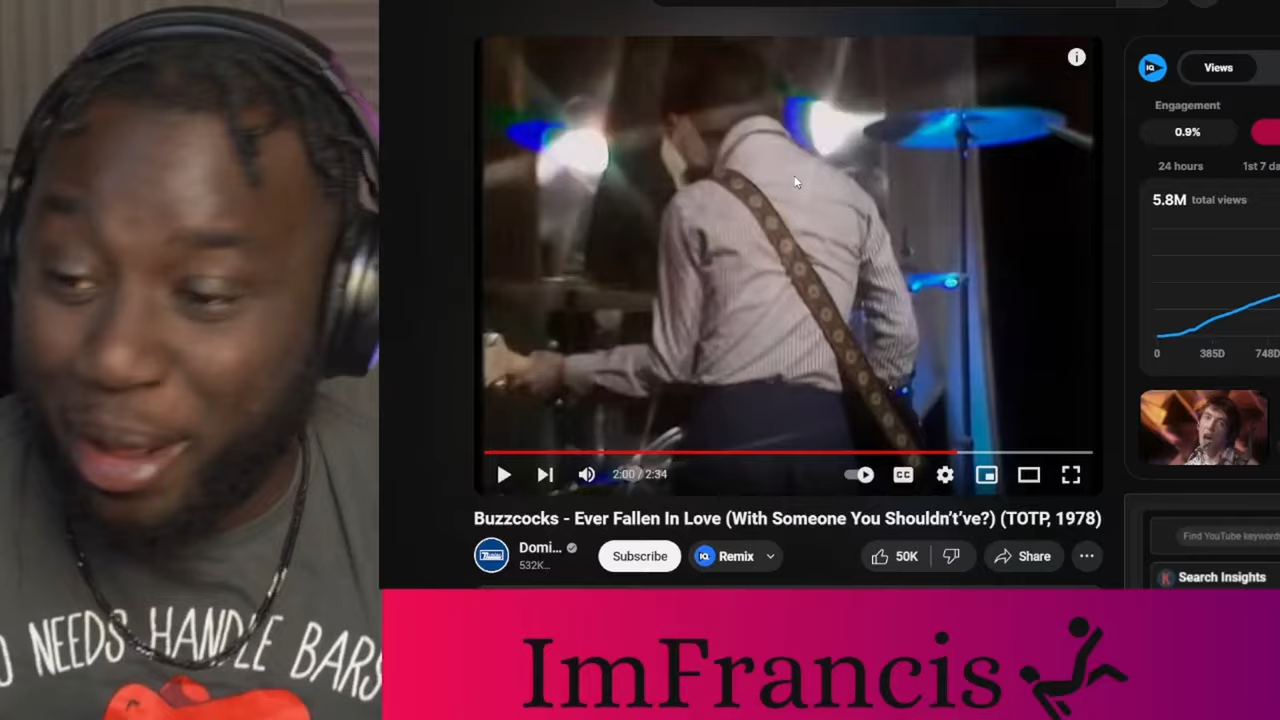 Views
Engagement
0.9%
24 hours
1st 7 da
5.8M total views
0
385D
748D
2:00 / 2:34
CC
Buzzcocks - Ever Fallen In Love (With Someone You Shouldn't've?) (TOTP, 1978)
Domi...
532K...
Subscribe
IQ
Remix
50K
Share
Find YouTube keywords
K Search Insights
O NEEDS HANDLE BARS
ImFrancis